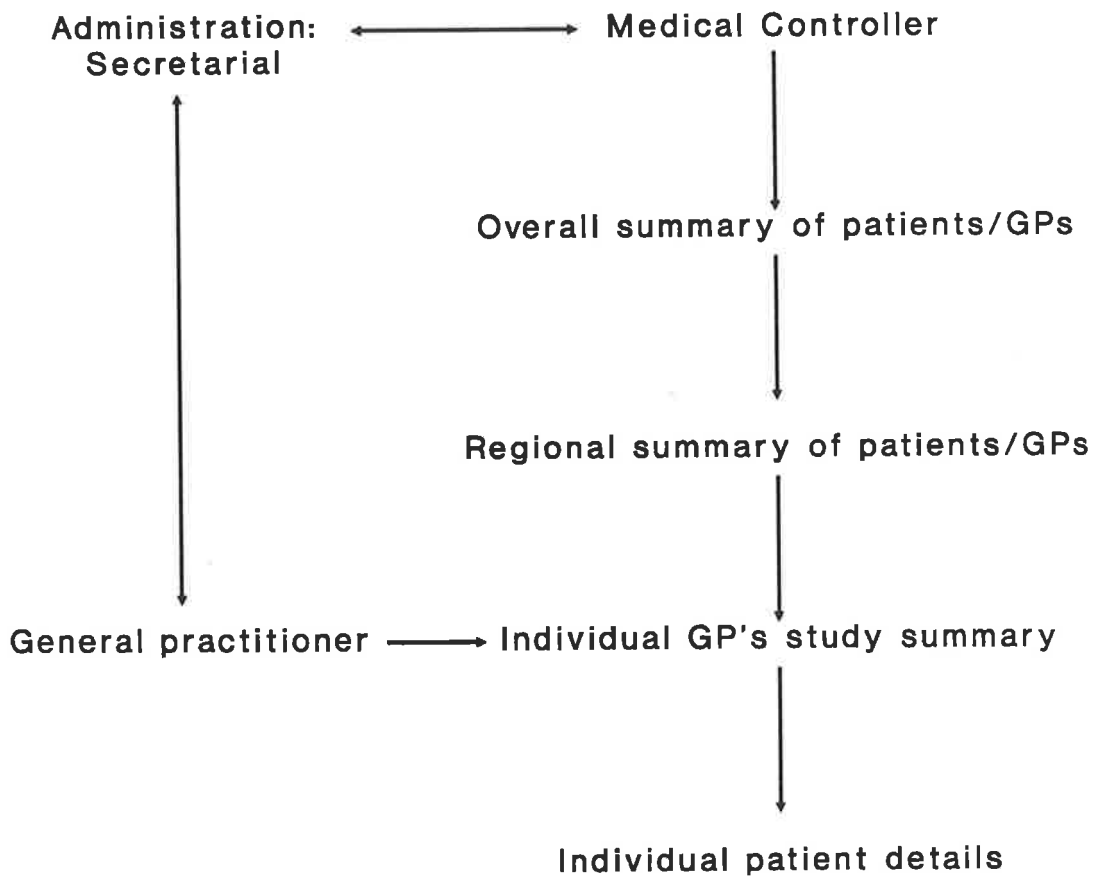 Administration:
Secretarial
Medical Controller
Overall summary of patients/GPs
Regional summary of patients/GPs
General practitioner
Individual GP's study summary
Individual patient details